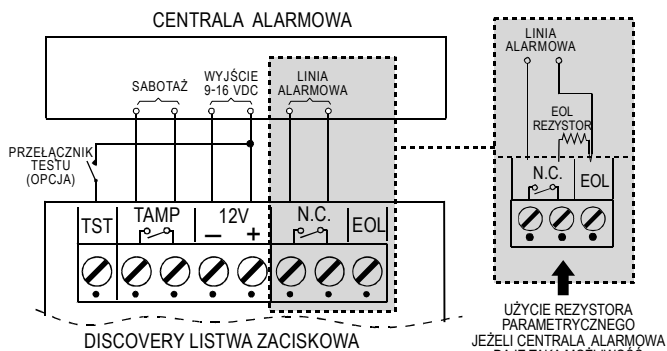 CENTRALA ALARMOWA
SABOTAŻ
WYJŚCIE
9-16 VDC
LINIA
ALARMOWA
PRZEŁĄCZNIK
TESTU
(OPCJA)
TST
TAMP
12V
– +
N.C.
EOL
DISCOVERY LISTWA ZACISKOWA
LINIA
ALARMOWA
EOL
REZYSTOR
N.C.
EOL
UŻYCIE REZYSTORA
PARAMETRYCZNEGO
JEŻELI CENTRALA ALARMOWA